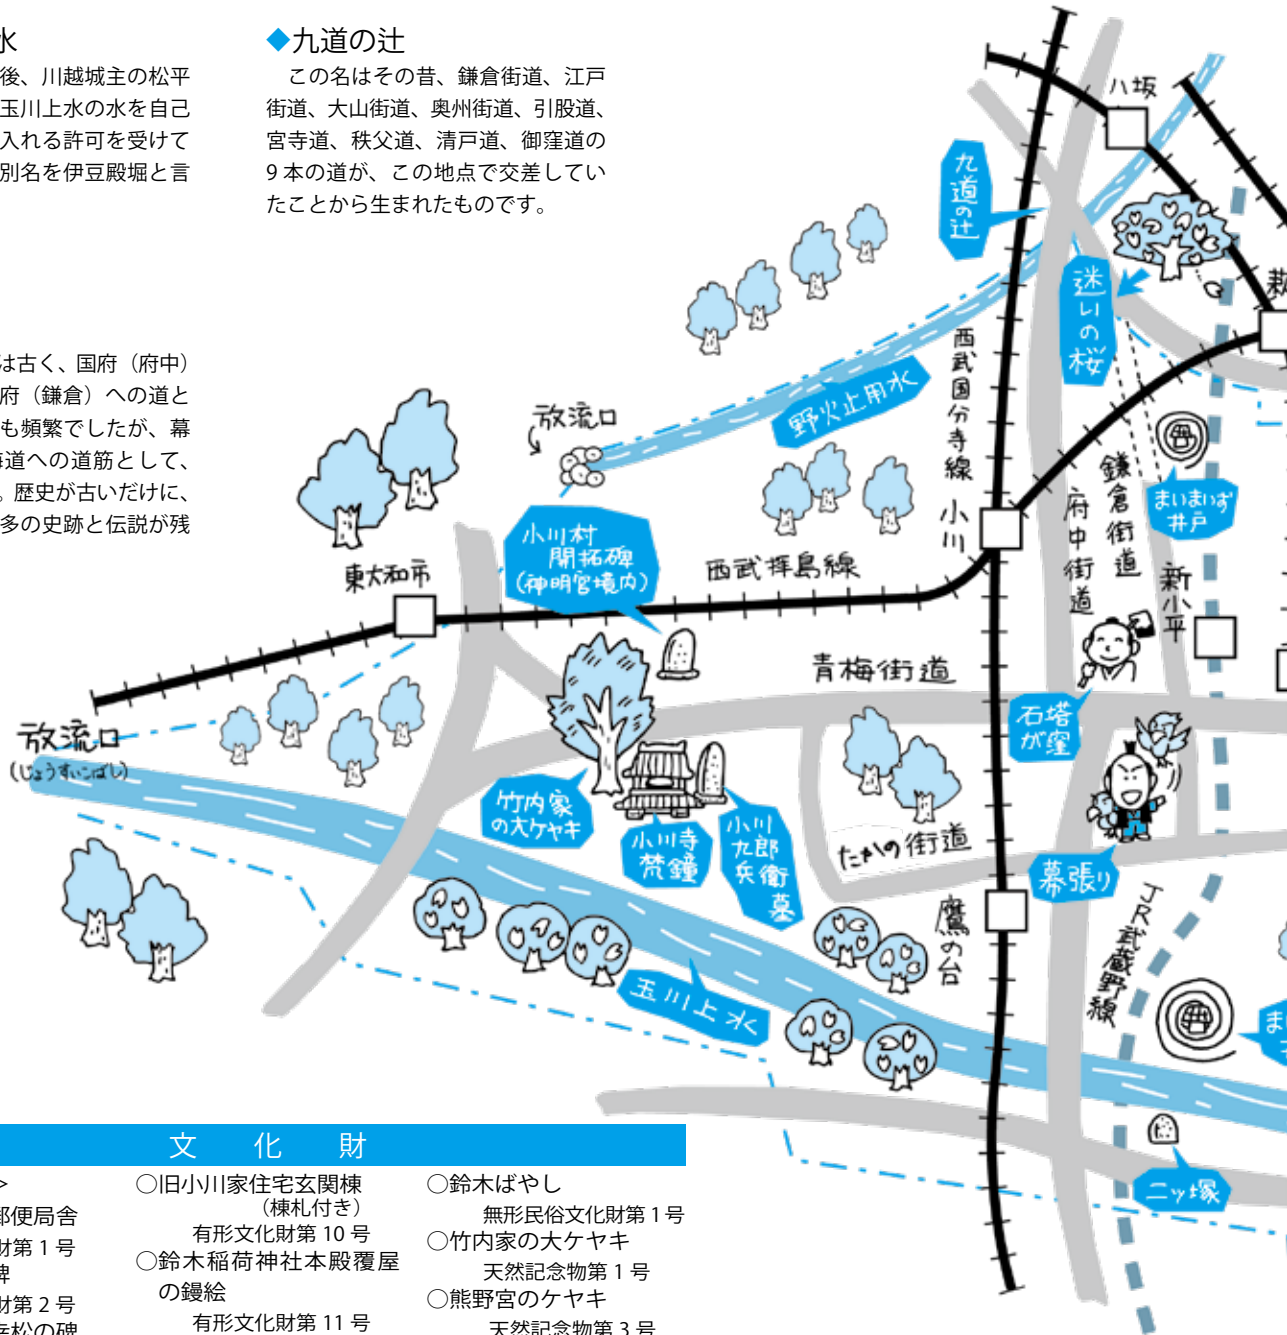 水
後、川越城主の松平
玉川上水の水を自己
入れる許可を受けて
別名を伊豆殿堀と言
◆九道の辻
この名はその昔、鎌倉街道、江戸
街道、大山街道、奥州街道、引股道、
宮寺道、秩父道、清戸道、御窪道の
9本の道が、この地点で交差してい
たことから生まれたものです。
は古く、国府（府中）
府（鎌倉）への道と
も頻繁でしたが、幕
海道への道筋として、
。歴史が古いだけに、
多の史跡と伝説が残
八坂
九道の辻
迷いの桜
萩
西武国分寺線
野火止用水
放流口
小川
鎌倉街道
府中街道
まいまいず
井戸
新小平
小川村
開拓碑
(神明宮境内)
西武拝島線
東大和市
青梅街道
石塔
が窪
放流口
(じょうすいこばし)
竹内家
の大ケヤキ
小川寺
梵鐘
小川
九郎
兵衛
墓
たかの街道
幕張り
鷹の台
JR武蔵野線
玉川上水
ま
二ッ塚
文化財
＞
郵便局舎
財第1号
碑
財第2号
幸松の碑
○旧小川家住宅玄関棟
（棟札付き）
有形文化財第10号
○鈴木稲荷神社本殿覆屋
の鏝絵
有形文化財第11号
○鈴木ばやし
無形民俗文化財第1号
○竹内家の大ケヤキ
天然記念物第1号
○熊野宮のケヤキ
天然記念物第3号